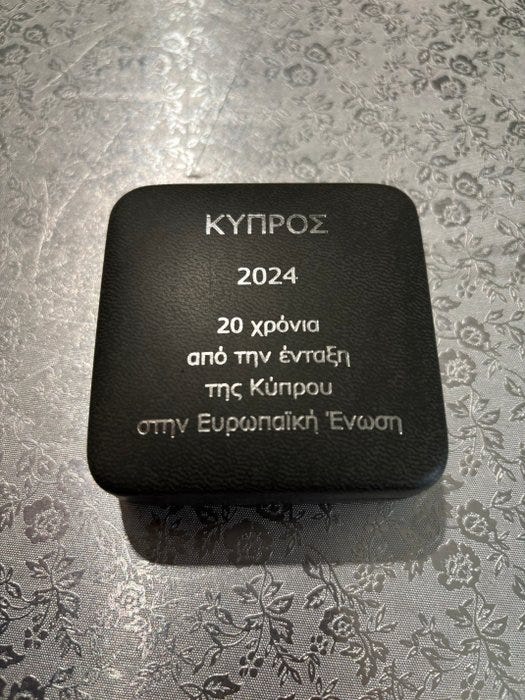 ΚΥΠΡΟΣ
2024
20 χρόνια
από την ένταξη
της Κύπρου
στην Ευρωπαϊκή Ένωση